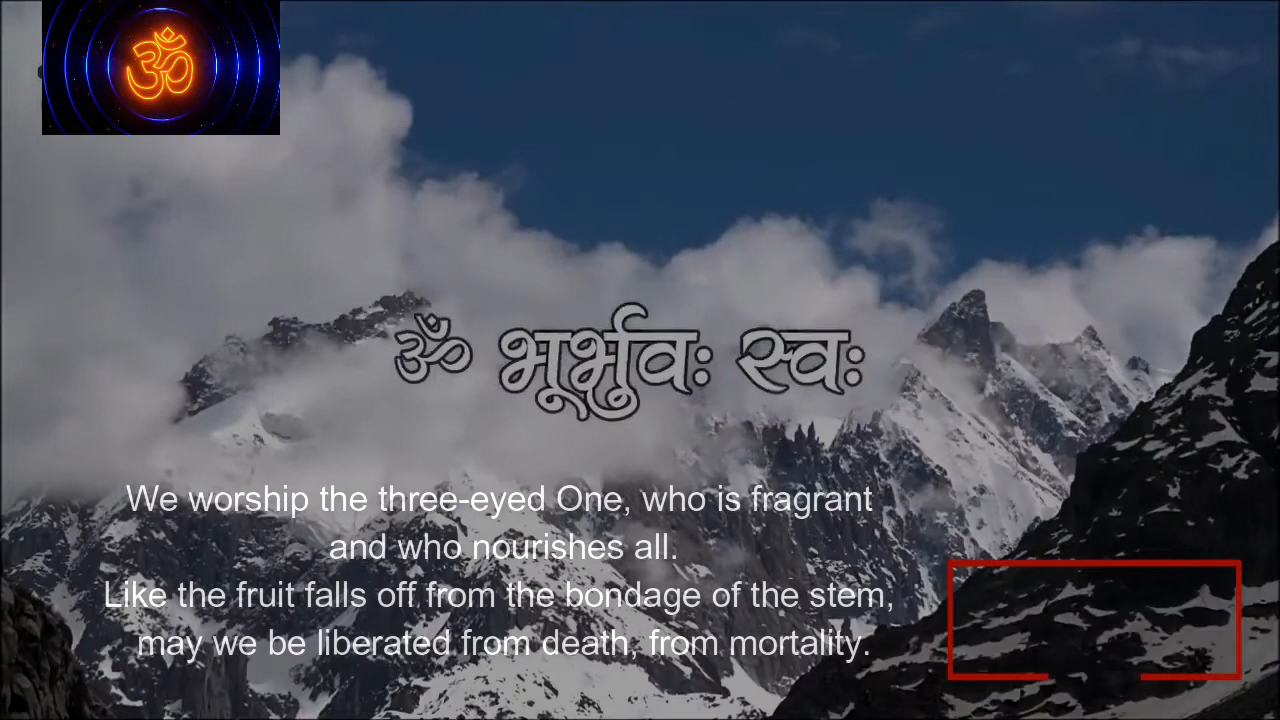 ॐ
ॐ भूर्भुवः स्वः
We worship the three-eyed One, who is fragrant
and who nourishes all.
Like the fruit falls off from the bondage of the stem,
may we be liberated from death, from mortality.